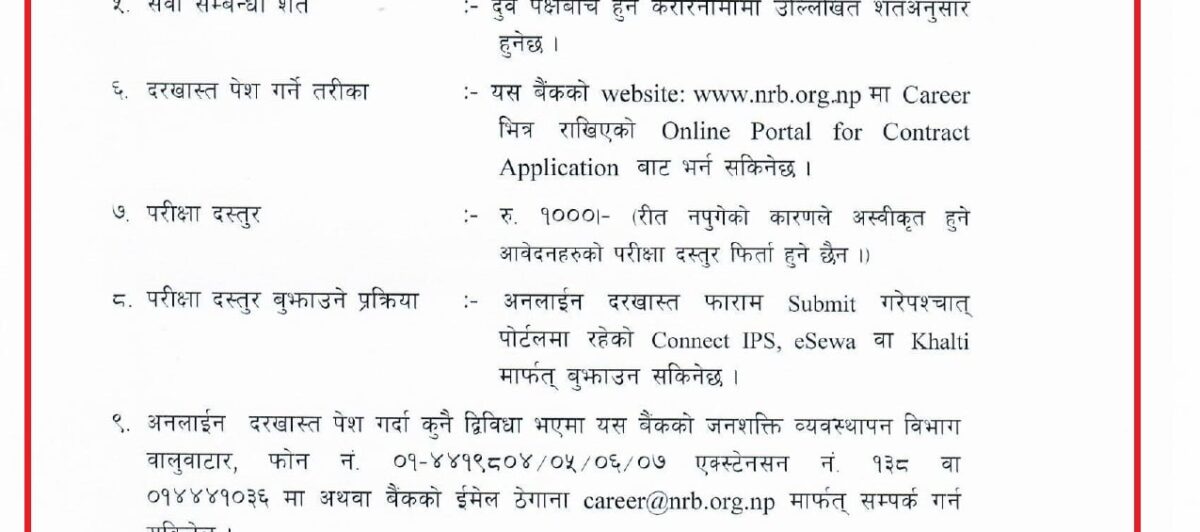 ५. सेवा सम्बन्धी शर्त :- दुवै पक्षबीच हुने करारनामामा उल्लिखित शर्तअनुसार
हुनेछ ।
६. दरखास्त पेश गर्ने तरीका :- यस बैंकको website: www.nrb.org.np मा Career
भित्र राखिएको Online Portal for Contract
Application बाट भर्न सकिनेछ ।
७. परीक्षा दस्तुर :- रु. १०००।- (रीत नपुगेको कारणले अस्वीकृत हुने
आवेदनहरुको परीक्षा दस्तुर फिर्ता हुने छैन ।)
८. परीक्षा दस्तुर बुझाउने प्रक्रिया :- अनलाईन दरखास्त फाराम Submit गरेपश्चात्
पोर्टलमा रहेको Connect IPS, eSewa वा Khalti
मार्फत् बुझाउन सकिनेछ ।
९. अनलाईन दरखास्त पेश गर्दा कुनै द्विविधा भएमा यस बैंकको जनशक्ति व्यवस्थापन विभाग
वालुवाटार, फोन नं. ०१-४४१९८०४/०५/०६/०७ एक्स्टेनसन नं. १३८ वा
०१४४४१०३६ मा अथवा बैंकको ईमेल ठेगाना career@nrb.org.np मार्फत् सम्पर्क गर्न
सकिनेछ ।